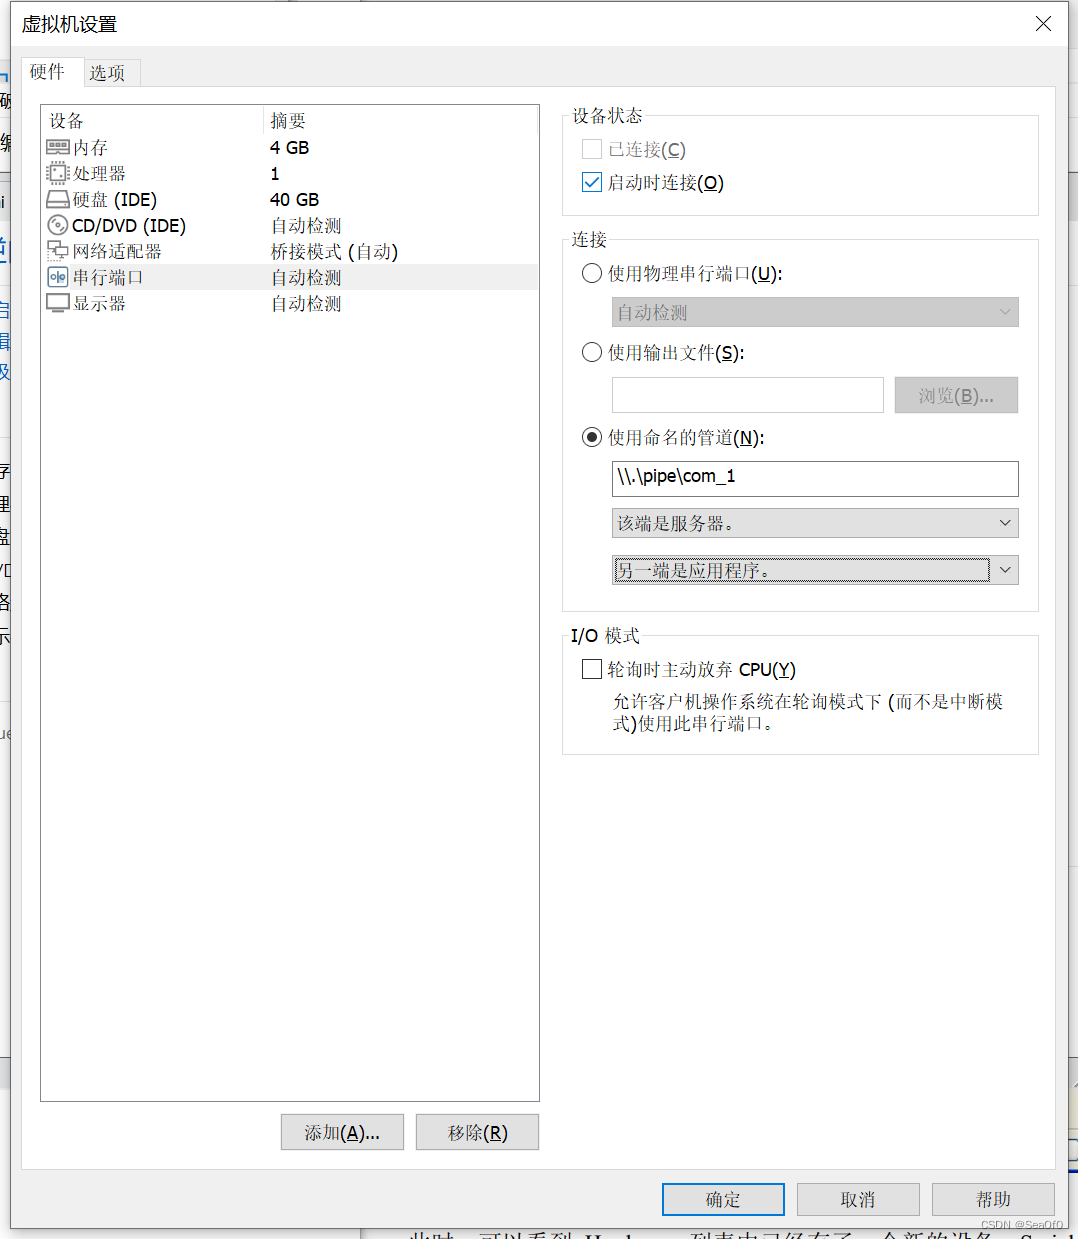 虚拟机设置
硬件 选项
设备 摘要
内存 4 GB
处理器 1
硬盘 (IDE) 40 GB
CD/DVD (IDE) 自动检测
网络适配器 桥接模式 (自动)
串行端口 自动检测
显示器 自动检测
添加(A)...
移除(R)
设备状态
已连接(C)
启动时连接(O)
连接
使用物理串行端口(U):
自动检测
使用输出文件(S):
浏览(B)...
使用命名的管道(N):
\\.\pipe\com_1
该端是服务器。
另一端是应用程序。
I/O 模式
轮询时主动放弃 CPU(Y)
允许客户机操作系统在轮询模式下 (而不是中断模
式)使用此串行端口。
确定
取消
帮助
CSDN @SeaOf0